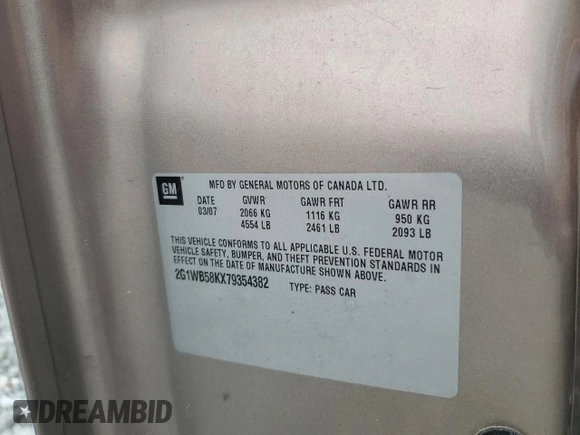 GM
MFD BY GENERAL MOTORS OF CANADA LTD.
DATE GVWR GAWR FRT GAWR RR
03/07 2066 KG 1116 KG 950 KG
4554 LB 2461 LB 2093 LB
THIS VEHICLE CONFORMS TO ALL APPLICABLE U.S. FEDERAL MOTOR
VEHICLE SAFETY, BUMPER, AND THEFT PREVENTION STANDARDS IN
EFFECT ON THE DATE OF MANUFACTURE SHOWN ABOVE.
2G1WB58KX79354382 TYPE: PASS CAR
DREAMBID